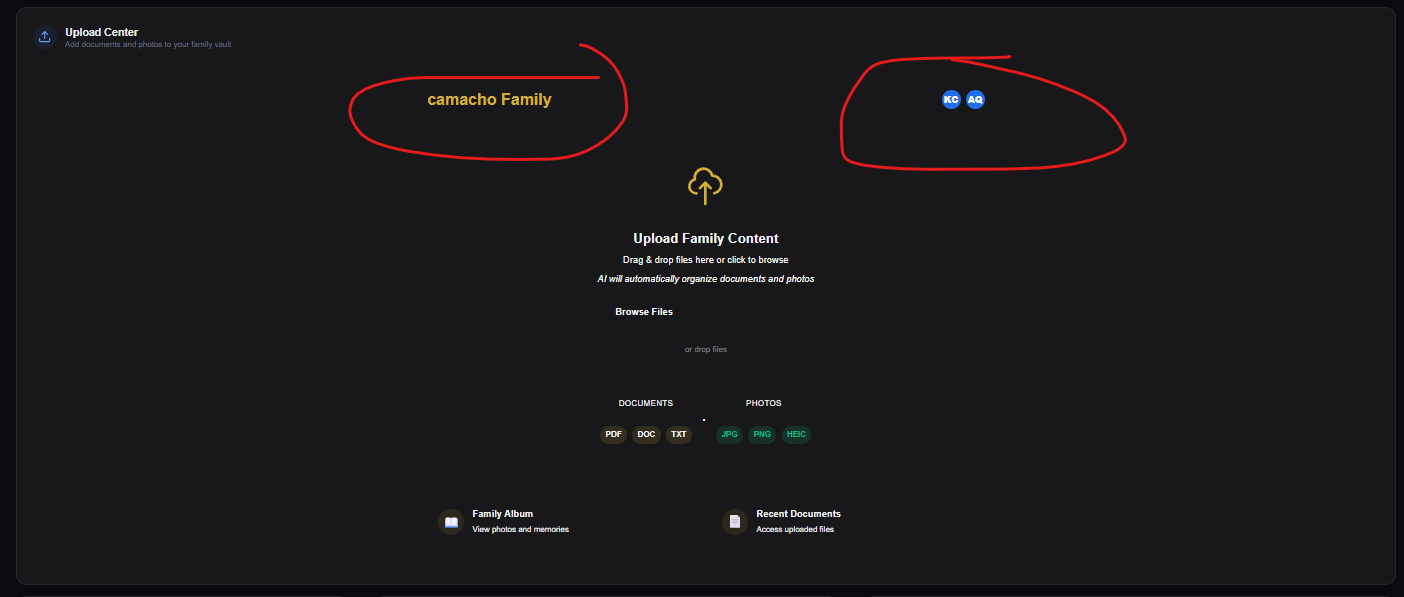 Upload Center
Add documents and photos to your family vault
camacho Family
KC AQ
Upload Family Content
Drag & drop files here or click to browse
AI will automatically organize documents and photos
Browse Files
or drop files
DOCUMENTS • PHOTOS
PDF DOC TXT JPG PNG HEIC
Family Album Recent Documents
View photos and memories Access uploaded files